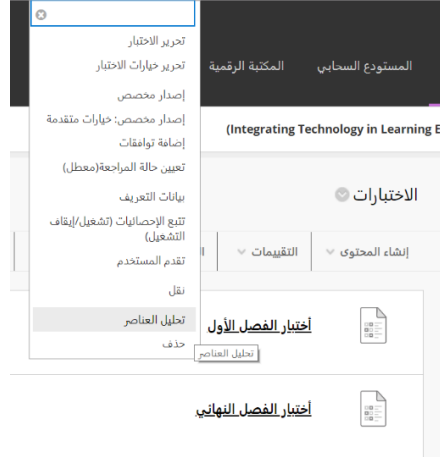 تحرير الاختبار
تحرير خيارات الاختبار
إصدار مخصص
إصدار مخصص: خيارات متقدمة
إضافة توافقات
تعيين حالة المراجعة(معطل)
بيانات التعريف
تتبع الإحصائيات (تشغيل/إيقاف
التشغيل)
تقدم المستخدم
نقل
تحليل العناصر
حذف
تحليل العناصر
المستودع السحابي
المكتبة الرقمية
(Integrating Technology in Learning E
الاختبارات
إنشاء المحتوى
التقييمات
أختبار الفصل الأول
أختبار الفصل النهائي